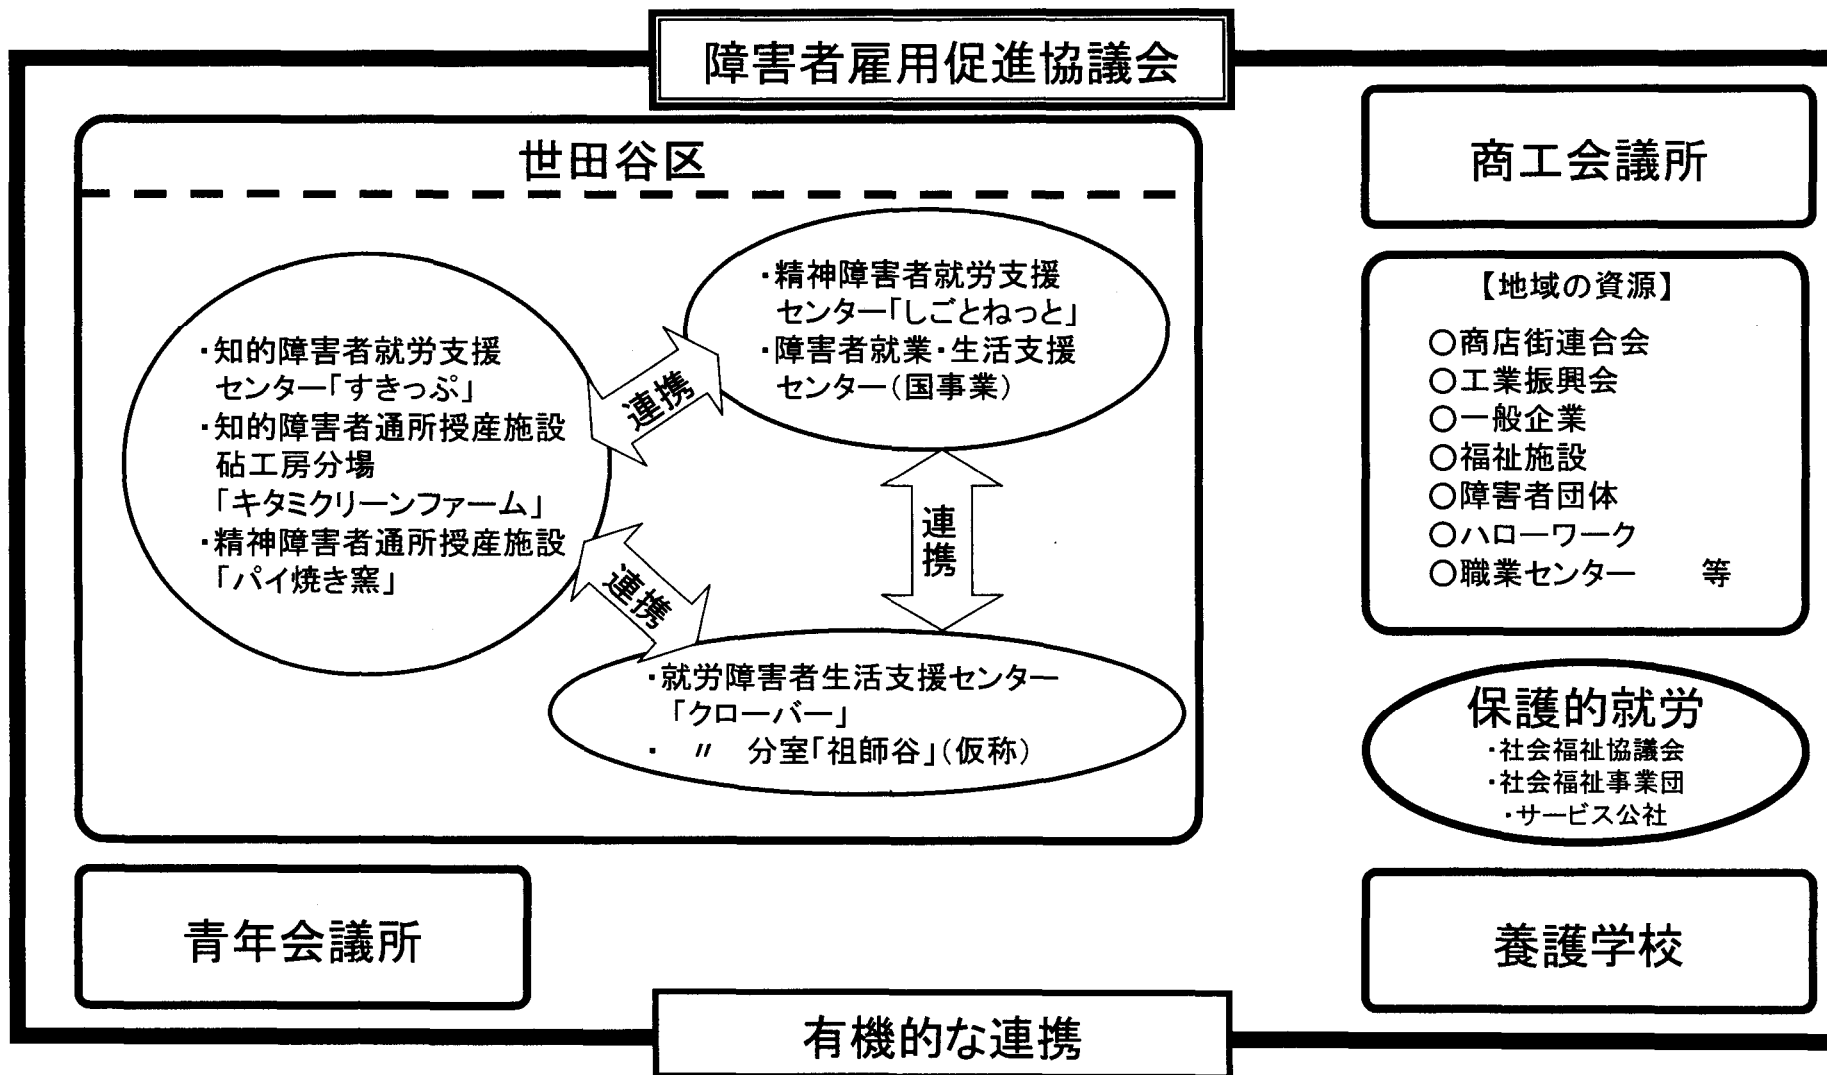 障害者雇用促進協議会
世田谷区
・知的障害者就労支援
センター「すきっぷ」
・知的障害者通所授産施設
砧工房分場
「キタミクリーンファーム」
・精神障害者通所授産施設
「パイ焼き窯」
連携
・精神障害者就労支援
センター「しごとねっと」
・障害者就業・生活支援
センター(国事業)
連携
連携
・就労障害者生活支援センター
「クローバー」
・ 〃 分室「祖師谷」(仮称)
商工会議所
【地域の資源】
○商店街連合会
○工業振興会
○一般企業
○福祉施設
○障害者団体
○ハローワーク
○職業センター 等
保護的就労
・社会福祉協議会
・社会福祉事業団
・サービス公社
青年会議所
養護学校
有機的な連携